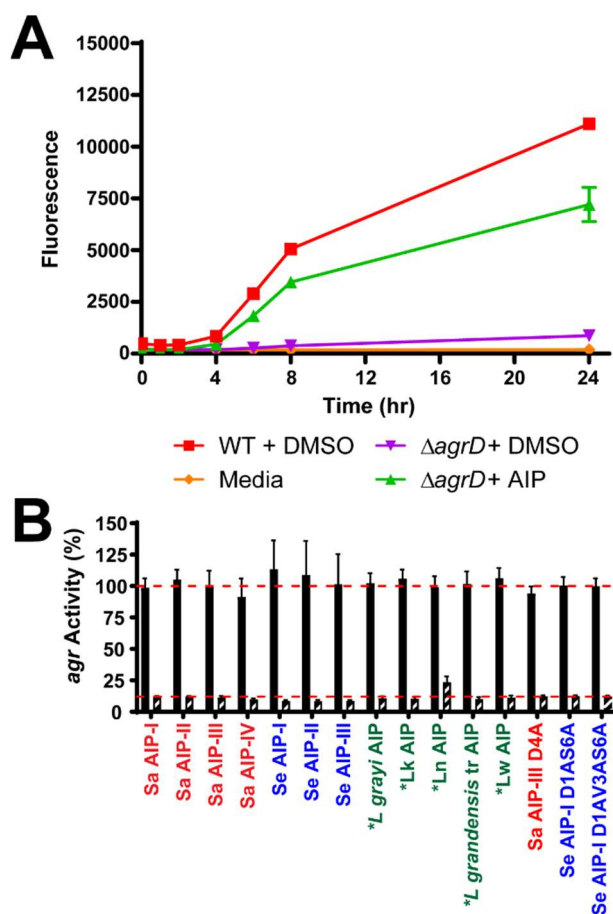 A
15000
12500
10000
7500
5000
2500
0
Fluorescence
0 4 8 12 16 20 24
Time (hr)
WT + DMSO ΔagrD + DMSO
Media ΔagrD + AIP
B
150
125
100
75
50
25
0
agr Activity (%)
Sa AIP-I
Sa AIP-II
Sa AIP-III
Sa AIP-IV
Se AIP-I
Se AIP-II
Se AIP-III
*L grayi AIP
*Lk AIP
*Ln AIP
*L grandensis tr AIP
*Lw AIP
Sa AIP-III D4A
Se AIP-I D1AS6A
Se AIP-I D1AV3AS6A